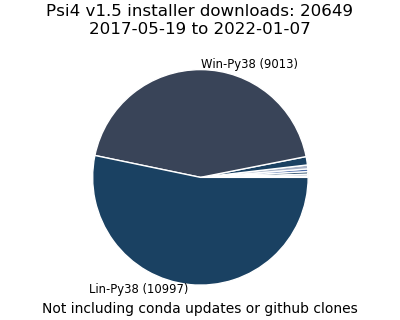 Psi4 v1.5 installer downloads: 20649
2017-05-19 to 2022-01-07
Win-Py38 (9013)
Lin-Py38 (10997)
Not including conda updates or github clones